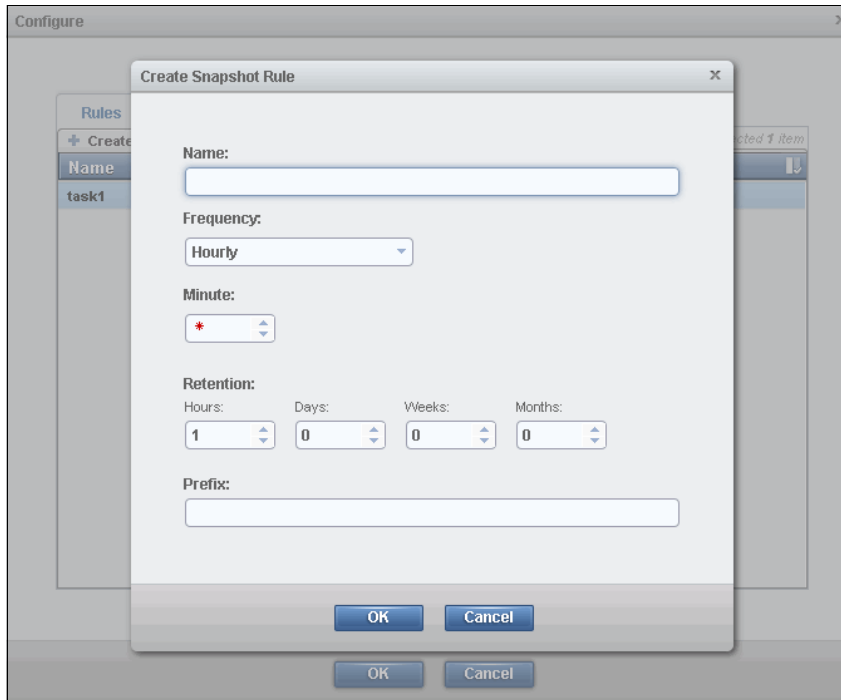 Configure
x
Create Snapshot Rule
x
Rules
Create
cted 1 item
Name
task1
Name:
Frequency:
Hourly
Minute:
*
Retention:
Hours: Days: Weeks: Months:
1 0 0 0
Prefix:
OK Cancel
OK Cancel